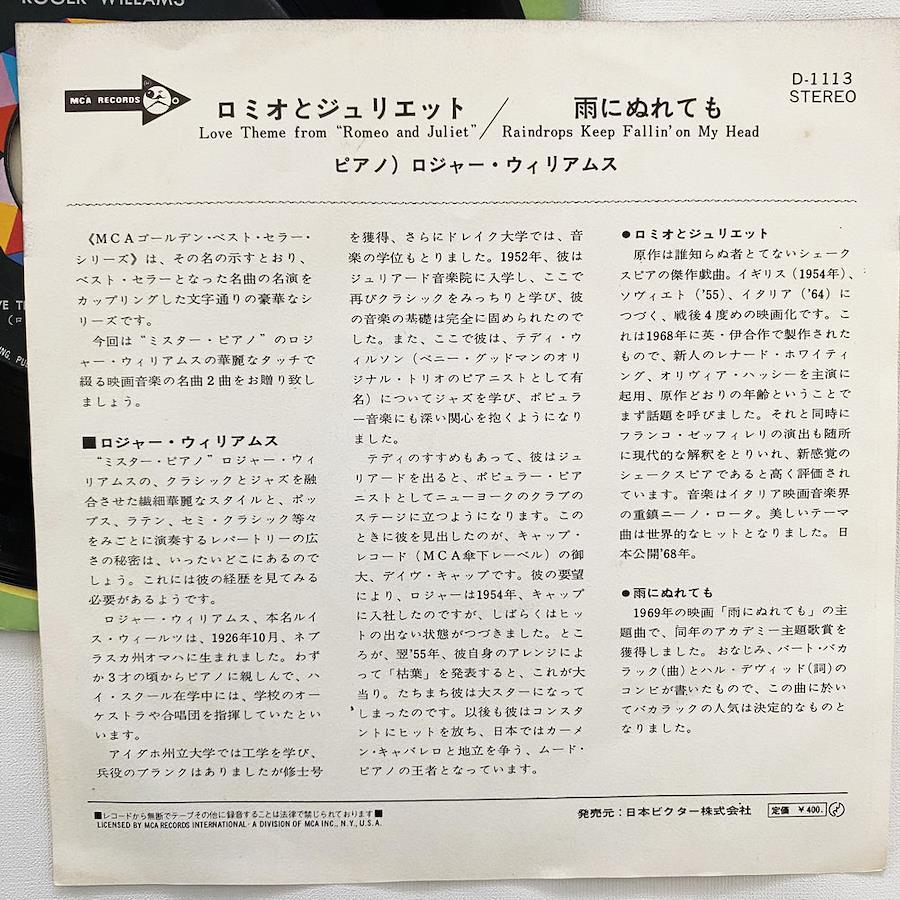 ROGER WILLIAMS
MCA RECORDS
D-1113
STEREO
ロミオとジュリエット／雨にぬれても
Love Theme from "Romeo and Juliet"／Raindrops Keep Fallin' on My Head
ピアノ）ロジャー・ウィリアムス
《MCAゴールデン・ベスト・セラー・
シリーズ》は、その名の示すとおり、
ベスト・セラーとなった名曲の名演を
カップリングした文字通りの豪華なシ
リーズです。
今回は“ミスター・ピアノ”のロジ
ャー・ウィリアムスの華麗なタッチで
綴る映画音楽の名曲2曲をお贈り致し
ましょう。
■ロジャー・ウィリアムス
“ミスター・ピアノ”ロジャー・ウィ
リアムスの、クラシックとジャズを融
合させた繊細華麗なスタイルと、ポッ
プス、ラテン、セミ・クラシック等々
をみごとに演奏するレパートリーの広
さの秘密は、いったいどこにあるので
しょう。これには彼の経歴を見てみる
必要があるようです。
ロジャー・ウィリアムス、本名ルイ
ス・ウィールツは、1926年10月、ネブ
ラスカ州オマハに生まれました。わず
か3才の頃からピアノに親しんで、ハ
イ・スクール在学中には、学校のオー
ケストラや合唱団を指揮していたとい
います。
アイダホ州立大学では工学を学び、
兵役のブランクはありましたが修士号
を獲得、さらにドレイク大学では、音
楽の学位もとりました。1952年、彼は
ジュリアード音楽院に入学し、ここで
再びクラシックをみっちりと学び、彼
の音楽の基礎は完全に固められたので
した。また、ここで彼は、テディ・ウ
ィルソン（ベニー・グッドマンのオリ
ジナル・トリオのピアニストとして有
名）についてジャズを学び、ポピュラ
ー音楽にも深い関心を抱くようになり
ました。
テディのすすめもあって、彼はジュ
リアードを出ると、ポピュラー・ピア
ニストとしてニューヨークのクラブの
ステージに立つようになります。この
ときに彼を見出したのが、キャップ・
レコード（MCA傘下レーベル）の御
大、デイヴ・キャップです。彼の要望
により、ロジャーは1954年、キャップ
に入社したのですが、しばらくはヒッ
トの出ない状態がつづきました。とこ
ろが、翌'55年、彼自身のアレンジによ
って「枯葉」を発表すると、これが大
当り。たちまち彼は大スターになって
しまったのです。以後も彼はコンスタ
ントにヒットを放ち、日本ではカーメ
ン・キャバレロと地立を争う、ムード・
ピアノの王者となっています。
●ロミオとジュリエット
原作は誰知らぬ者とてないシェーク
スピアの傑作戯曲。イギリス（1954年）、
ソヴィエト（'55）、イタリア（'64）に
つづく、戦後4度めの映画化です。こ
れは1968年に英・伊合作で製作された
もので、新人のレナード・ホワイティ
ング、オリヴィア・ハッシーを主演に
起用、原作どおりの年齢ということで
まず話題を呼びました。それと同時に
フランコ・ゼッフィレリの演出も随所
に現代的な解釈をとりいれ、新感覚の
シェークスピアであると高く評価され
ています。音楽はイタリア映画音楽界
の重鎮ニーノ・ロータ。美しいテーマ
曲は世界的なヒットとなりました。日
本公開'68年。
●雨にぬれても
1969年の映画「雨にぬれても」の主
題曲で、同年のアカデミー主題歌賞を
獲得しました。おなじみ、バート・バカ
ラック（曲）とハル・デヴィッド（詞）の
コンビが書いたもので、この曲に於い
てバカラックの人気は決定的なものと
なりました。
■レコードから無断でテープその他に録音することは法律で禁じられております■
LICENSED BY MCA RECORDS INTERNATIONAL・A DIVISION OF MCA INC., N.Y., U.S.A.
発売元：日本ビクター株式会社 定価 ￥400.